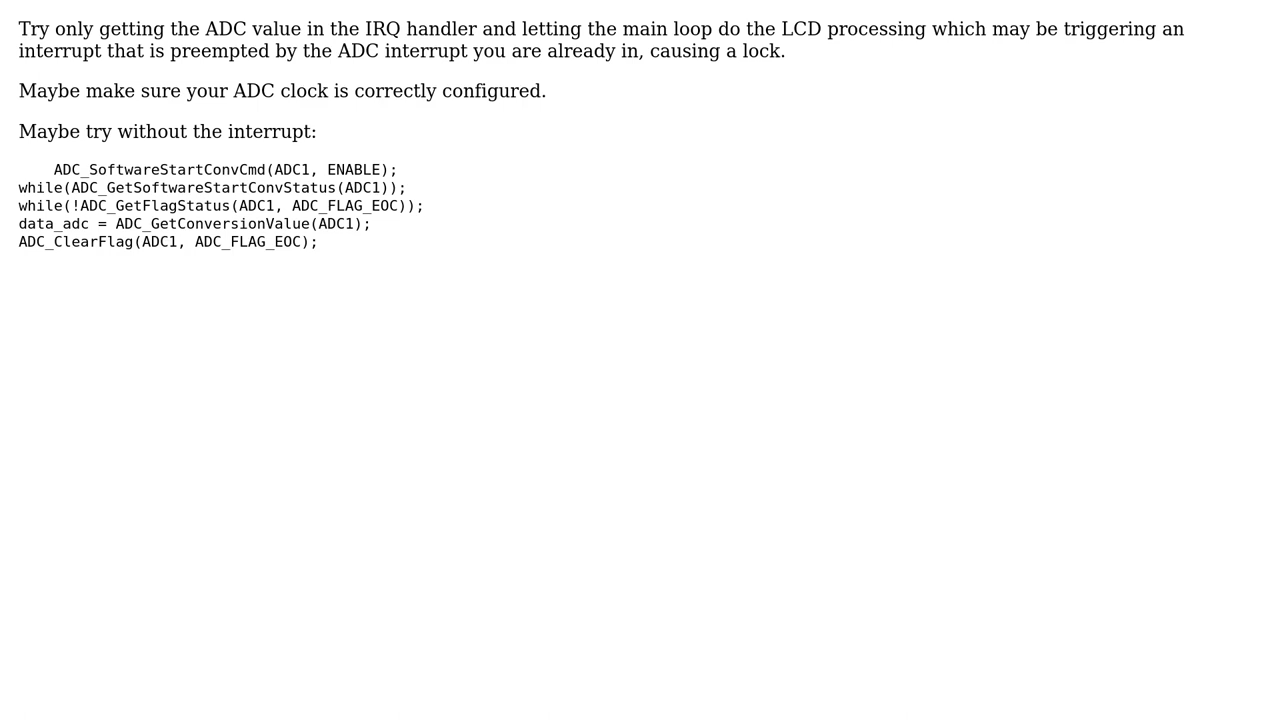 Try only getting the ADC value in the IRQ handler and letting the main loop do the LCD processing which may be triggering an
interrupt that is preempted by the ADC interrupt you are already in, causing a lock.
Maybe make sure your ADC clock is correctly configured.
Maybe try without the interrupt:
    ADC_SoftwareStartConvCmd(ADC1, ENABLE);
while(ADC_GetSoftwareStartConvStatus(ADC1));
while(!ADC_GetFlagStatus(ADC1, ADC_FLAG_EOC));
data_adc = ADC_GetConversionValue(ADC1);
ADC_ClearFlag(ADC1, ADC_FLAG_EOC);